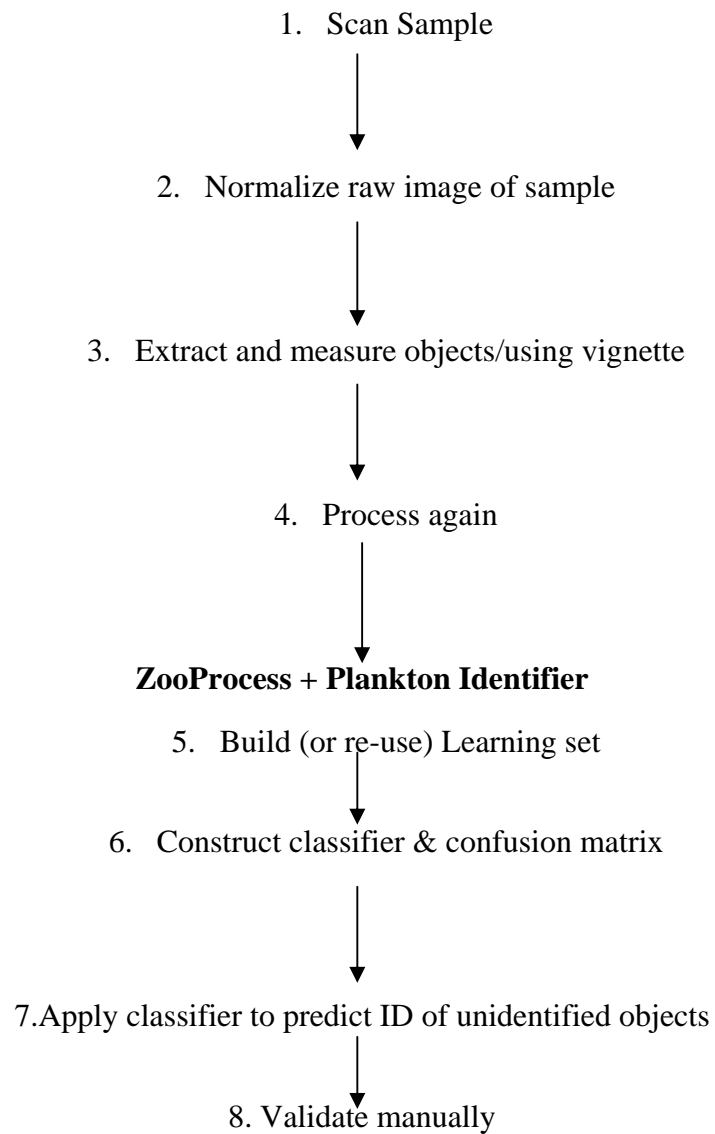 1. Scan Sample
2. Normalize raw image of sample
3. Extract and measure objects/using vignette
4. Process again
ZooProcess + Plankton Identifier
5. Build (or re-use) Learning set
6. Construct classifier & confusion matrix
7.Apply classifier to predict ID of unidentified objects
8. Validate manually